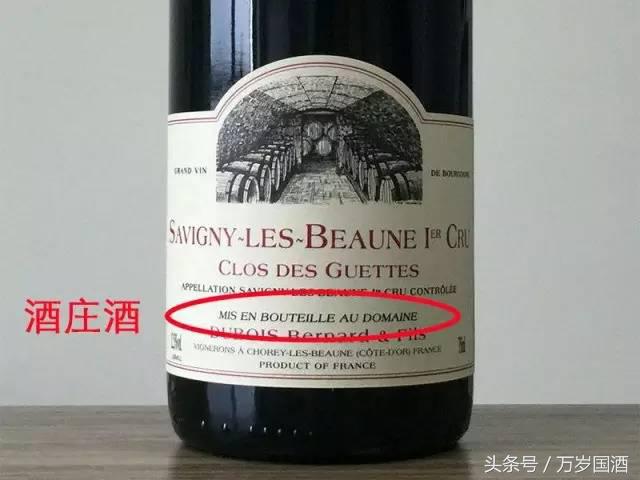 GRAND VIN
DE BOURGOGNE
SAVIGNY-LES-BEAUNE 1ER CRU
CLOS DES GUETTES
APPELLATION SAVIGNY-LES-BEAUNE 1er CRU CONTRÔLÉE
酒庄酒
MIS EN BOUTEILLE AU DOMAINE
DUBOIS Bernard & Fils
VIGNERONS À CHOREY-LES-BEAUNE (CÔTE-D'OR) FRANCE
PRODUCT OF FRANCE
头条号 / 万岁国酒